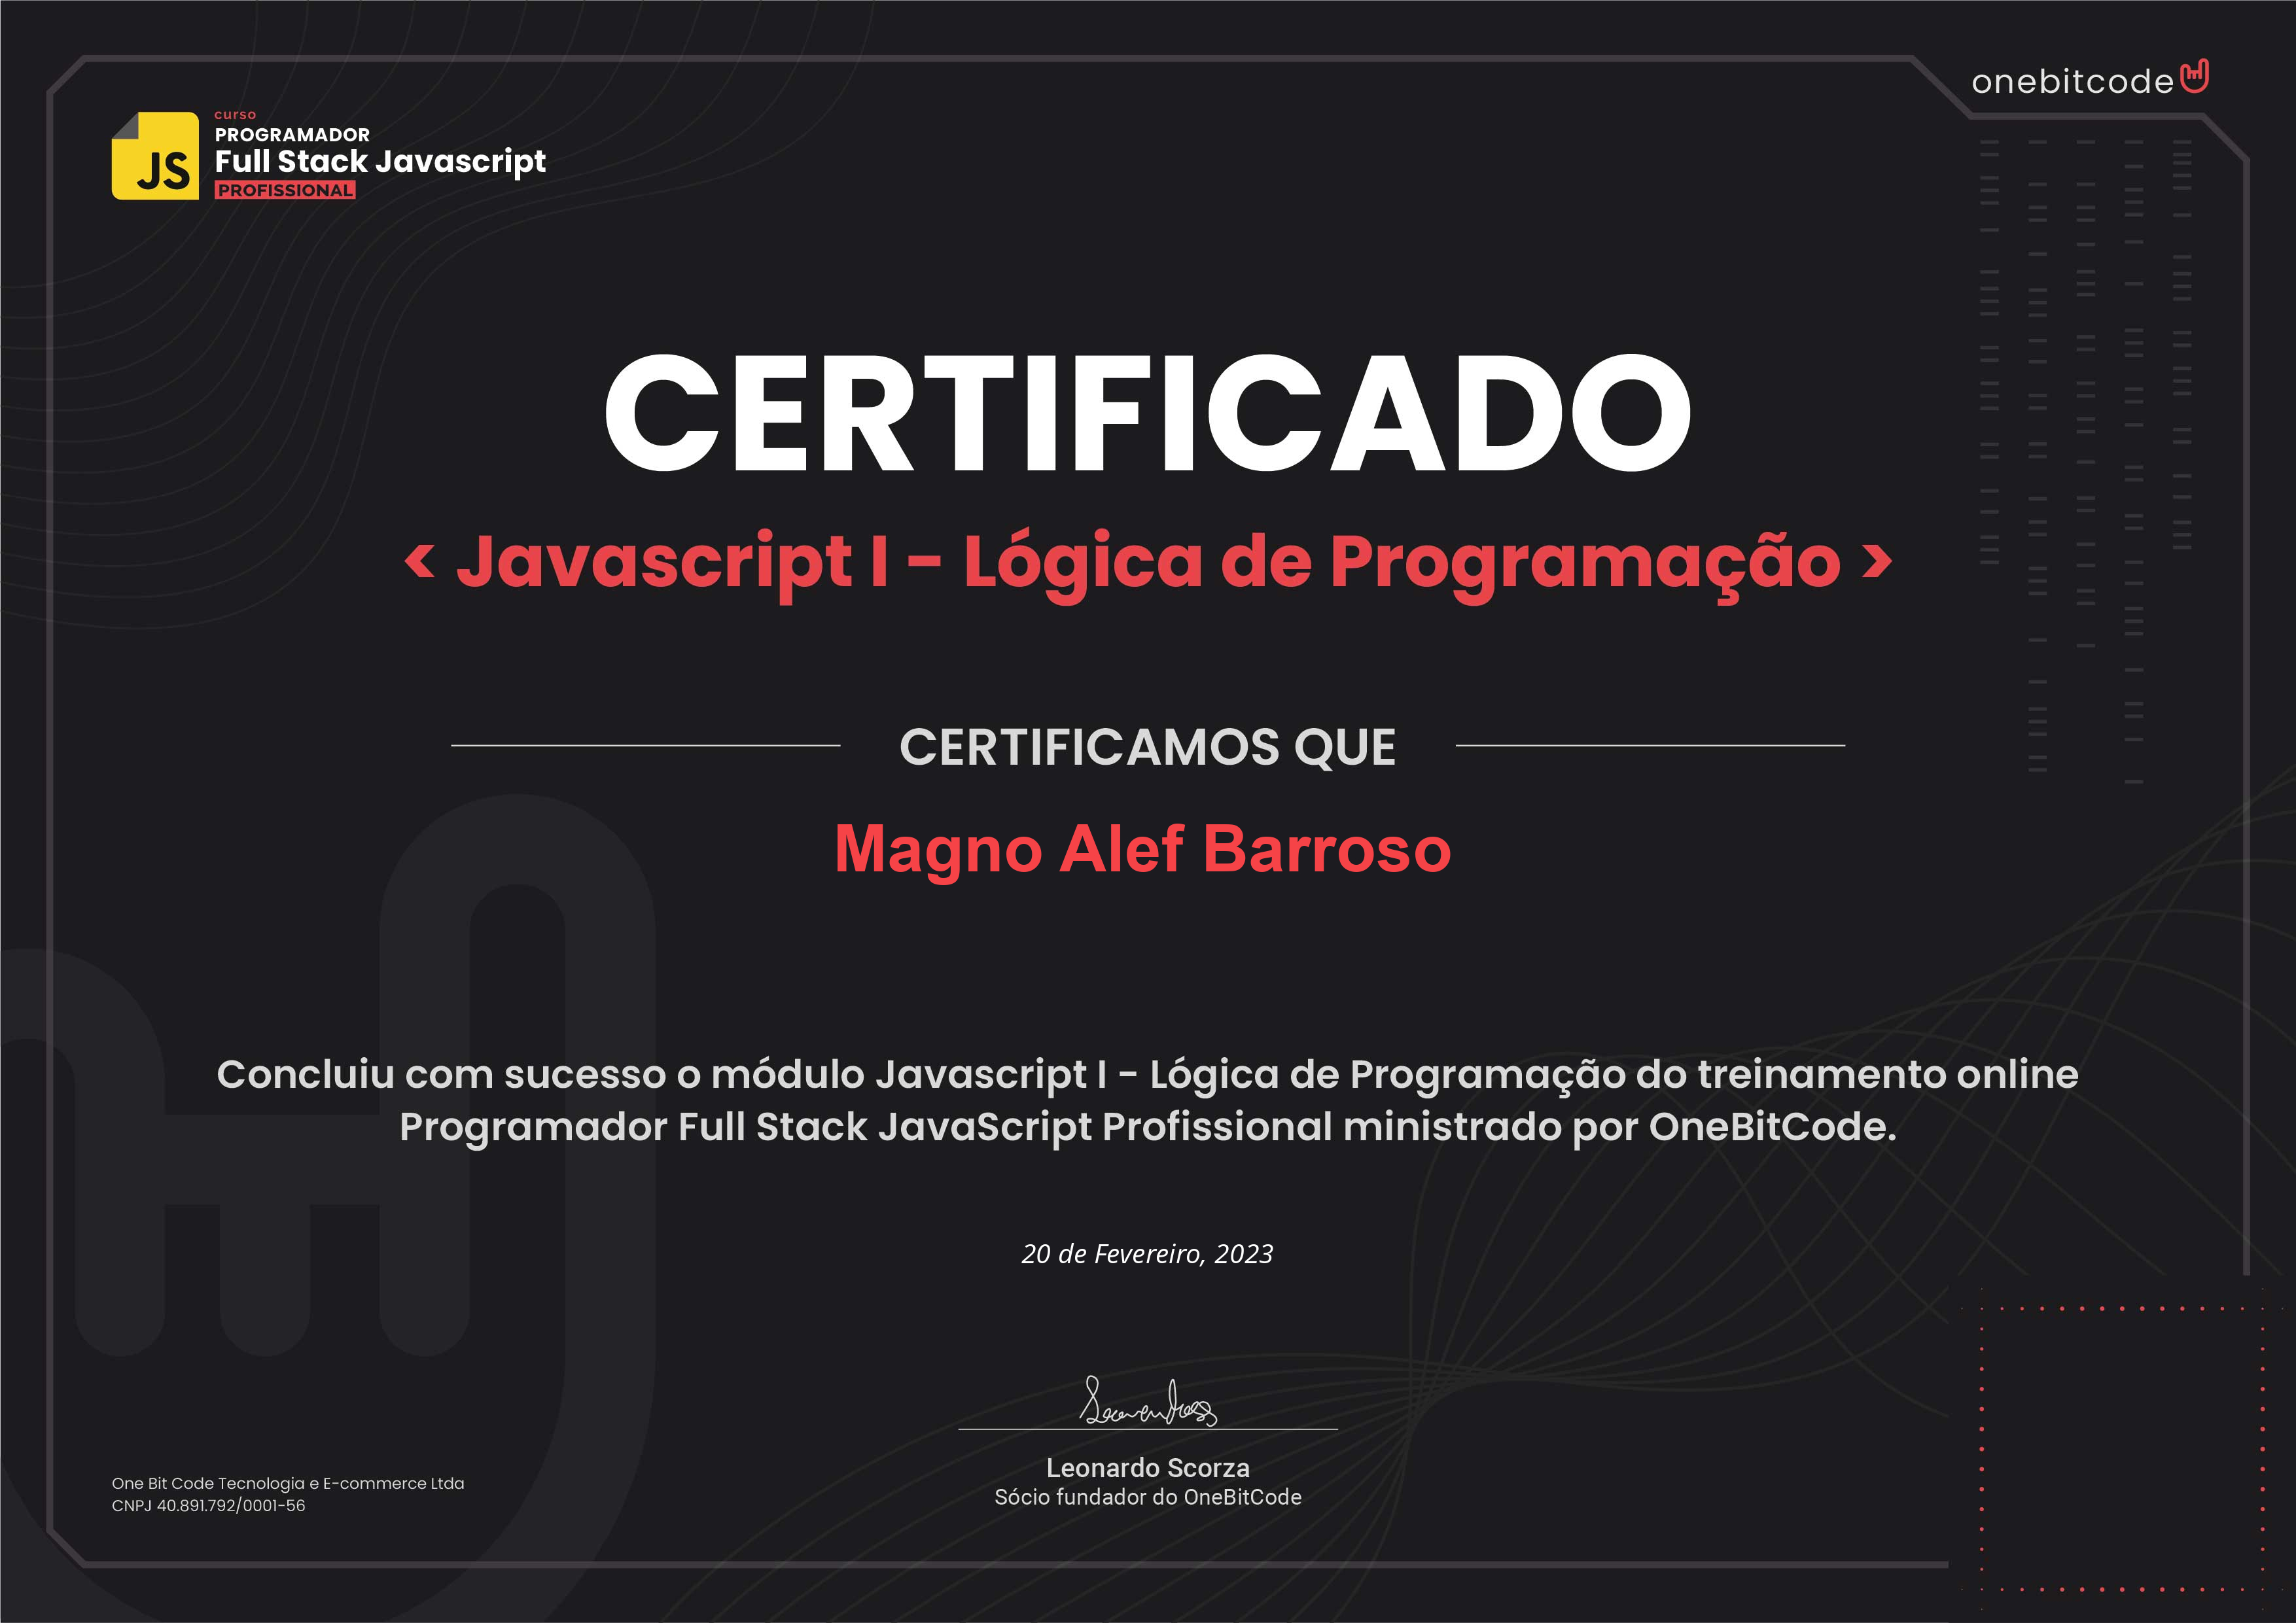 onebitcode
curso
PROGRAMADOR
JS
Full Stack Javascript
PROFISSIONAL
CERTIFICADO
< Javascript I - Lógica de Programação >
CERTIFICAMOS QUE
Magno Alef Barroso
Concluiu com sucesso o módulo Javascript I - Lógica de Programação do treinamento online
Programador Full Stack JavaScript Profissional ministrado por OneBitCode.
20 de Fevereiro, 2023
Leonardo Scorza
Sócio fundador do OneBitCode
One Bit Code Tecnologia e E-commerce Ltda
CNPJ 40.891.792/0001-56